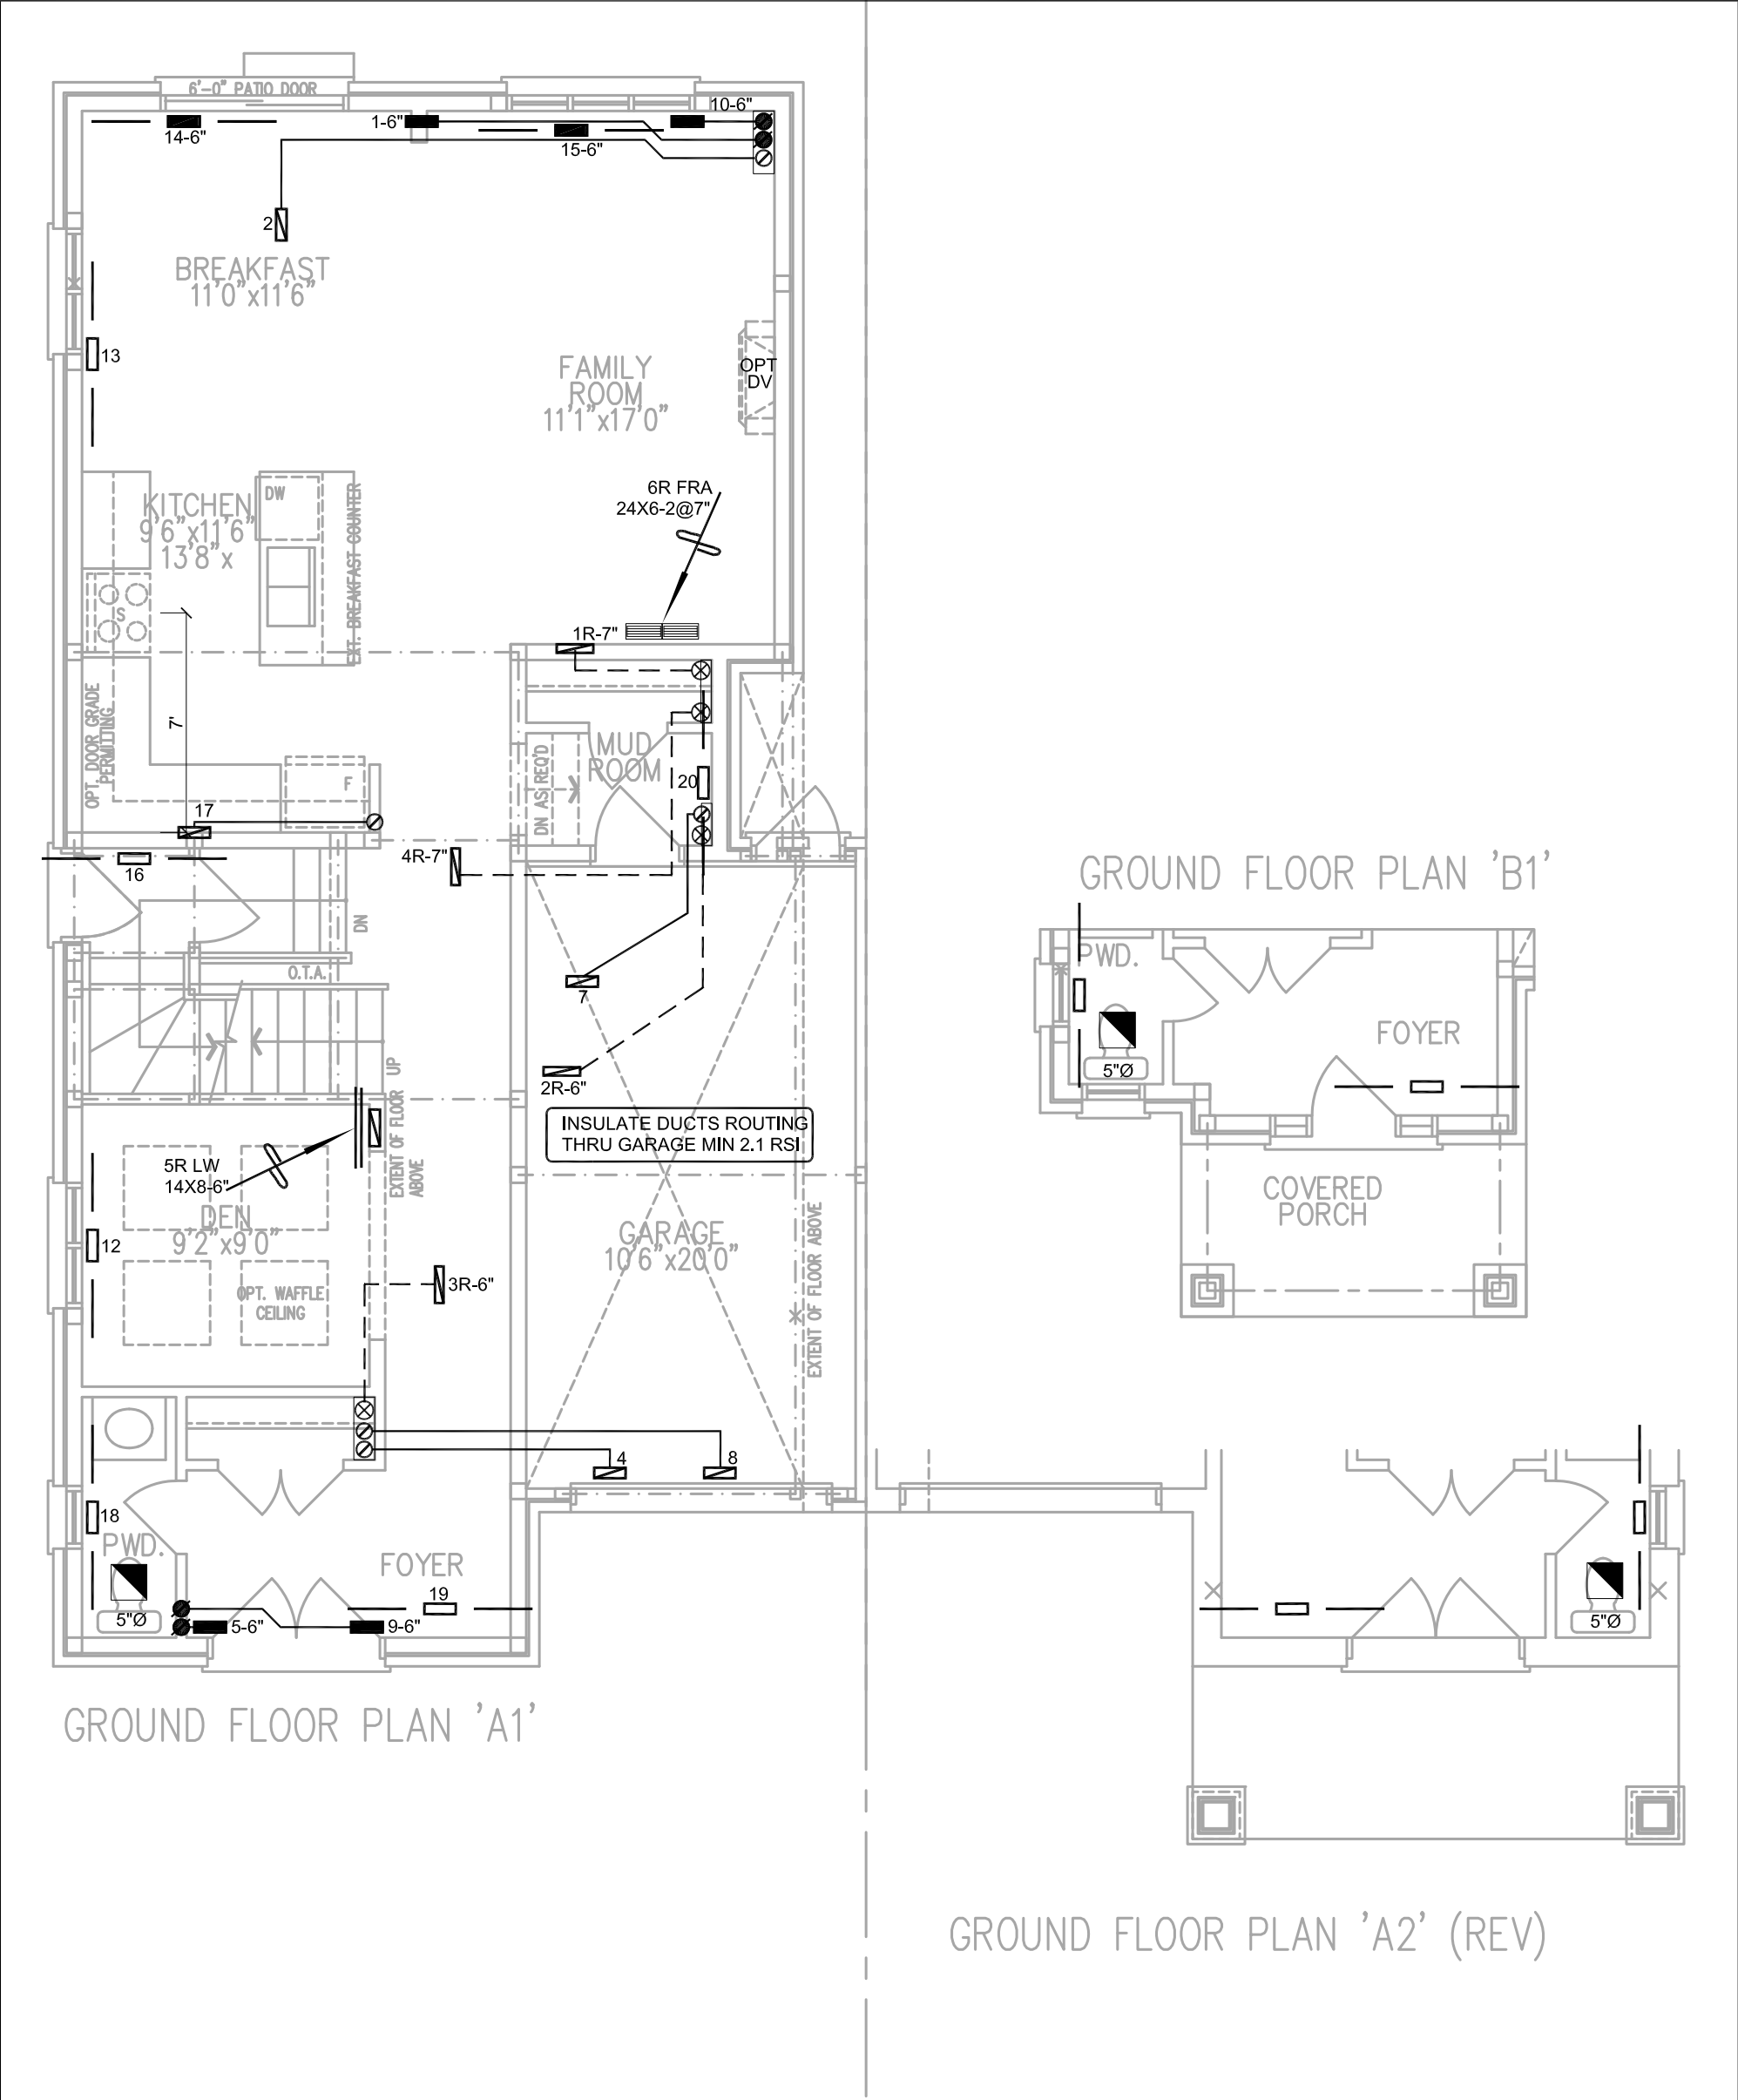 6'-0" PATIO DOOR
14-6"
1-6"
15-6"
10-6"
2
BREAKFAST
11'0"x11'6"
13
FAMILY
ROOM
11'1"x17'0"
OPT
DV
KITCHEN
9'6"x11'6"
13'8"x
DW
EXT. BREAKFAST COUNTER
S
6R FRA
24X6-2@7"
1R-7"
OPT. DOOR GRADE
PERMITTING
7'
F
17
MUD
ROOM
DN AS REQ'D
20
4R-7"
16
DN
O.T.A.
7
2R-6"
UP
INSULATE DUCTS ROUTING
THRU GARAGE MIN 2.1 RSI
EXTENT OF FLOOR
ABOVE
5R LW
14X8-6"
DEN
9'2"x9'0"
12
OPT. WAFFLE
CEILING
3R-6"
GARAGE
10'6"x20'0"
EXTENT OF FLOOR ABOVE
4
8
18
PWD.
5"Ø
FOYER
19
5-6"
9-6"
GROUND FLOOR PLAN 'A1'
GROUND FLOOR PLAN 'B1'
PWD.
5"Ø
FOYER
COVERED
PORCH
5"Ø
GROUND FLOOR PLAN 'A2' (REV)